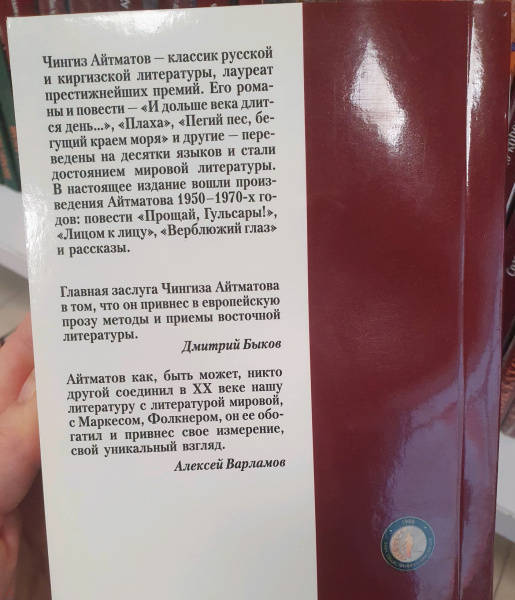 Чингиз Айтматов – классик русской
и киргизской литературы, лауреат
престижнейших премий. Его рома-
ны и повести – «И дольше века длит-
ся день...», «Плаха», «Пегий пес, бе-
гущий краем моря» и другие – пере-
ведены на десятки языков и стали
достоянием мировой литературы.
В настоящее издание вошли произ-
ведения Айтматова 1950–1970-х го-
дов: повести «Прощай, Гульсары!»,
«Лицом к лицу», «Верблюжий глаз»
и рассказы.
Главная заслуга Чингиза Айтматова
в том, что он привнес в европейскую
прозу методы и приемы восточной
литературы.
Дмитрий Быков
Айтматов как, быть может, никто
другой соединил в XX веке нашу
литературу с литературой мировой,
с Маркесом, Фолкнером, он ее обо-
гатил и привнес свое измерение,
свой уникальный взгляд.
Алексей Варламов